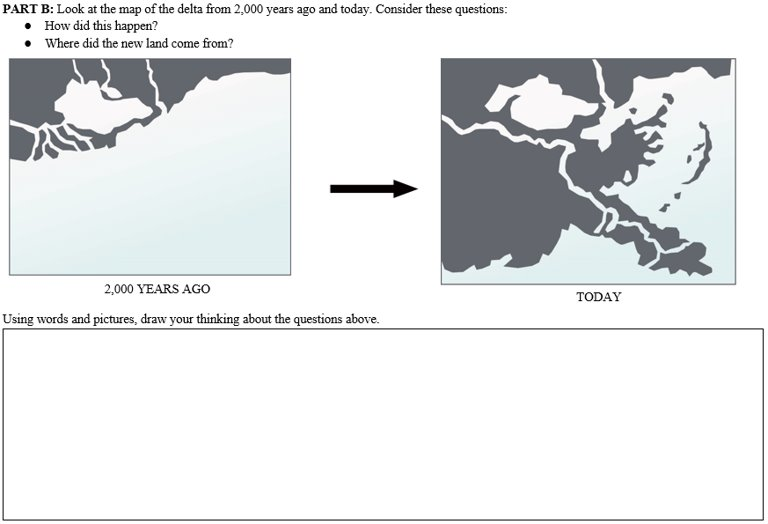 PART B: Look at the map of the delta from 2,000 years ago and today. Consider these questions:
● How did this happen?
● Where did the new land come from?
2,000 YEARS AGO
TODAY
Using words and pictures, draw your thinking about the questions above.